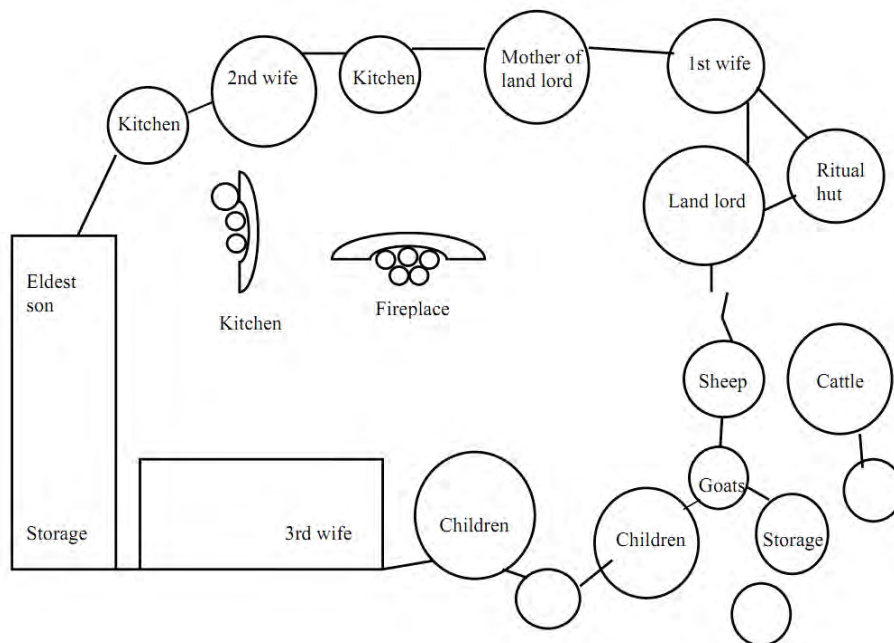 Mother of
land lord
1st wife
2nd wife
Kitchen
Kitchen
Ritual
hut
Land lord
Eldest
son
Kitchen
Fireplace
Sheep
Cattle
Goats
Storage
3rd wife
Children
Children
Storage